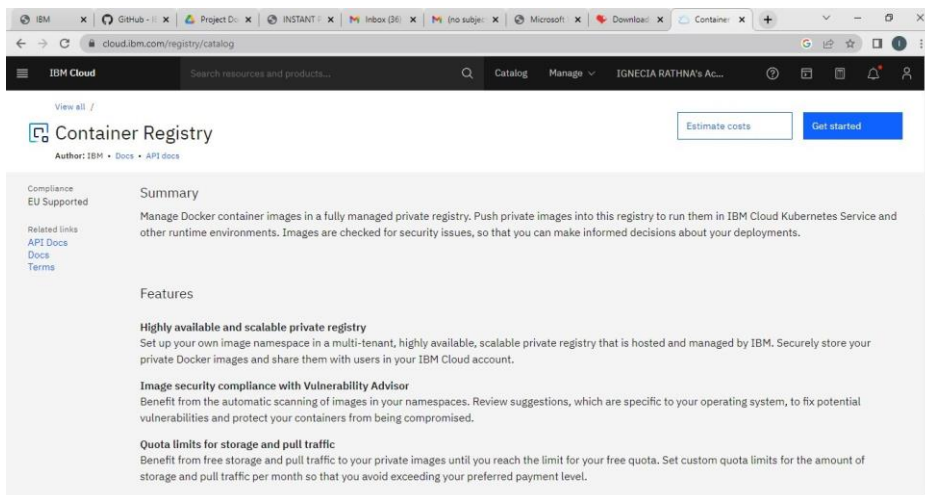 IBM
GitHub - I
Project Do
INSTANT
Inbox (36)
(no subjec
Microsoft
Download
Container
cloud.ibm.com/registry/catalog
IBM Cloud
Search resources and products...
Catalog
Manage
IGNECIA RATHNA's Ac...
View all /
Container Registry
Estimate costs
Get started
Author: IBM • Docs • API docs
Compliance
EU Supported
Related links
API Docs
Docs
Terms
Summary
Manage Docker container images in a fully managed private registry. Push private images into this registry to run them in IBM Cloud Kubernetes Service and
other runtime environments. Images are checked for security issues, so that you can make informed decisions about your deployments.
Features
Highly available and scalable private registry
Set up your own image namespace in a multi-tenant, highly available, scalable private registry that is hosted and managed by IBM. Securely store your
private Docker images and share them with users in your IBM Cloud account.
Image security compliance with Vulnerability Advisor
Benefit from the automatic scanning of images in your namespaces. Review suggestions, which are specific to your operating system, to fix potential
vulnerabilities and protect your containers from being compromised.
Quota limits for storage and pull traffic
Benefit from free storage and pull traffic to your private images until you reach the limit for your free quota. Set custom quota limits for the amount of
storage and pull traffic per month so that you avoid exceeding your preferred payment level.